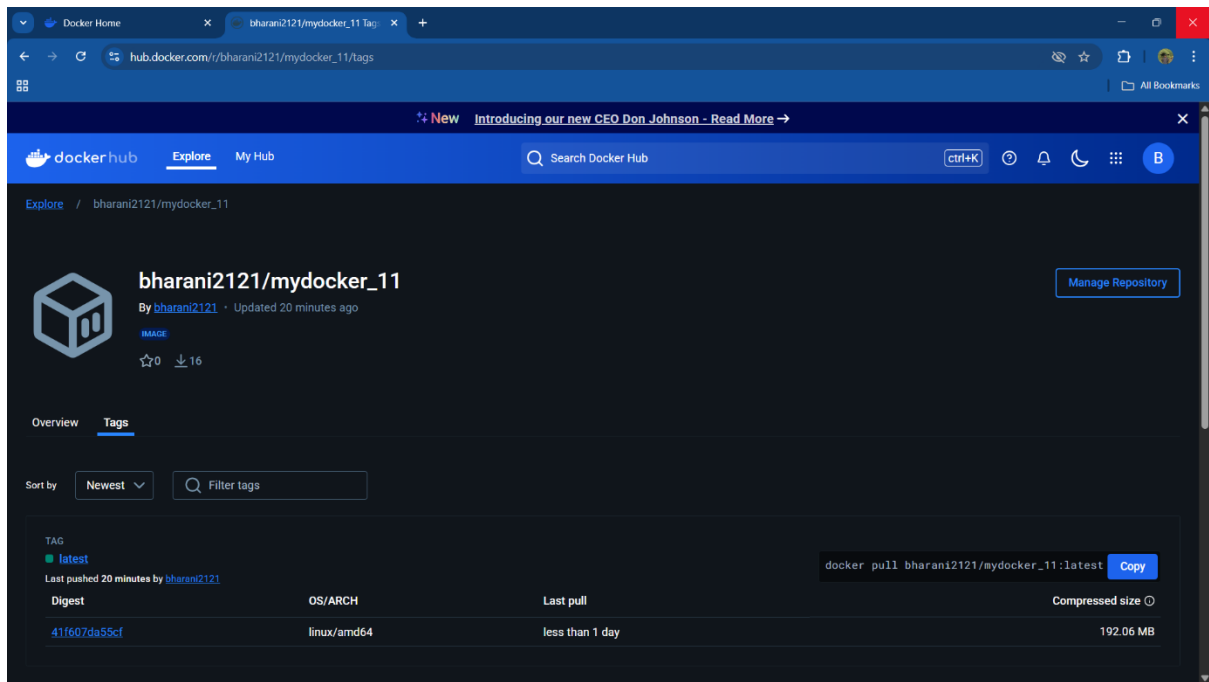 Docker Home
bharani2121/mydocker_11 Tags
hub.docker.com/r/bharani2121/mydocker_11/tags
All Bookmarks
New Introducing our new CEO Don Johnson - Read More →
dockerhub Explore My Hub Search Docker Hub ctrl+K B
Explore / bharani2121/mydocker_11
bharani2121/mydocker_11
Manage Repository
By bharani2121 · Updated 20 minutes ago
IMAGE
0 16
Overview Tags
Sort by Newest Filter tags
TAG
latest
docker pull bharani2121/mydocker_11:latest Copy
Last pushed 20 minutes by bharani2121
Digest OS/ARCH Last pull Compressed size
41f607da55cf linux/amd64 less than 1 day 192.06 MB